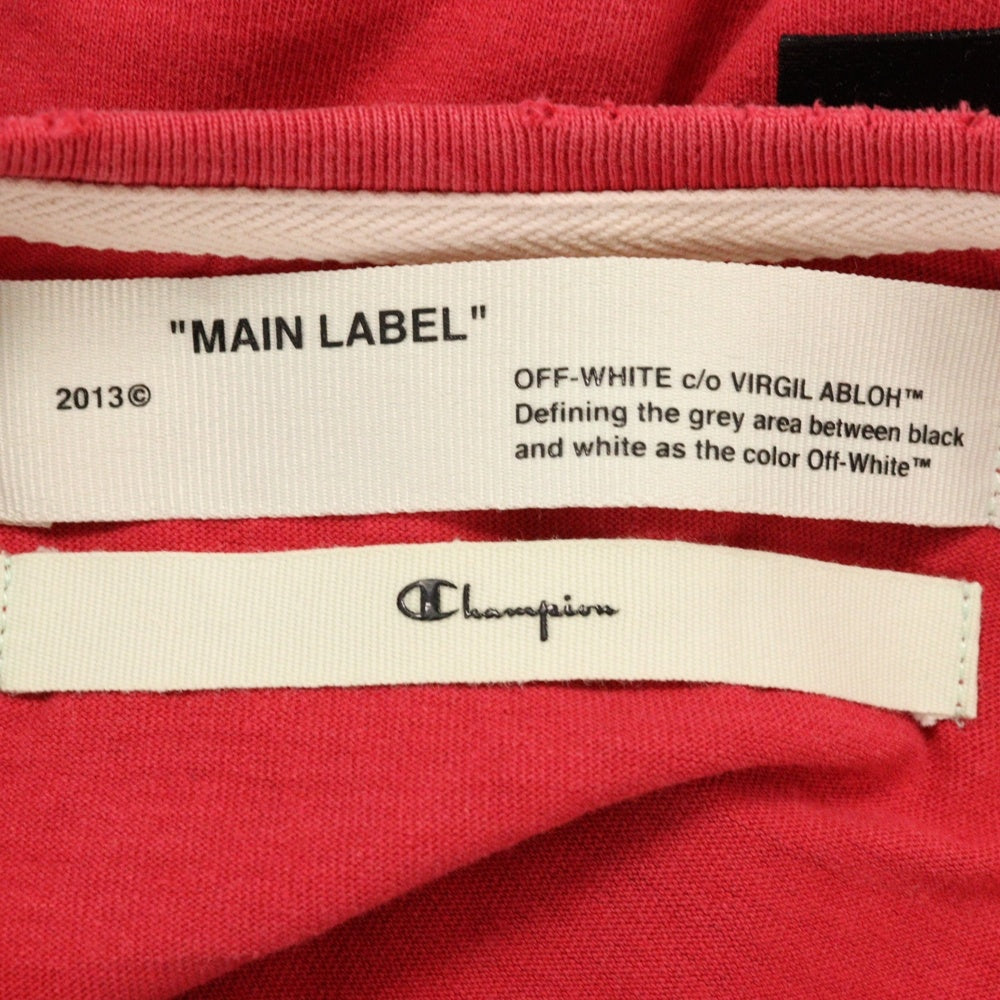 "MAIN LABEL"
2013©
OFF-WHITE c/o VIRGIL ABLOH™
Defining the grey area between black
and white as the color Off-White™
Champion